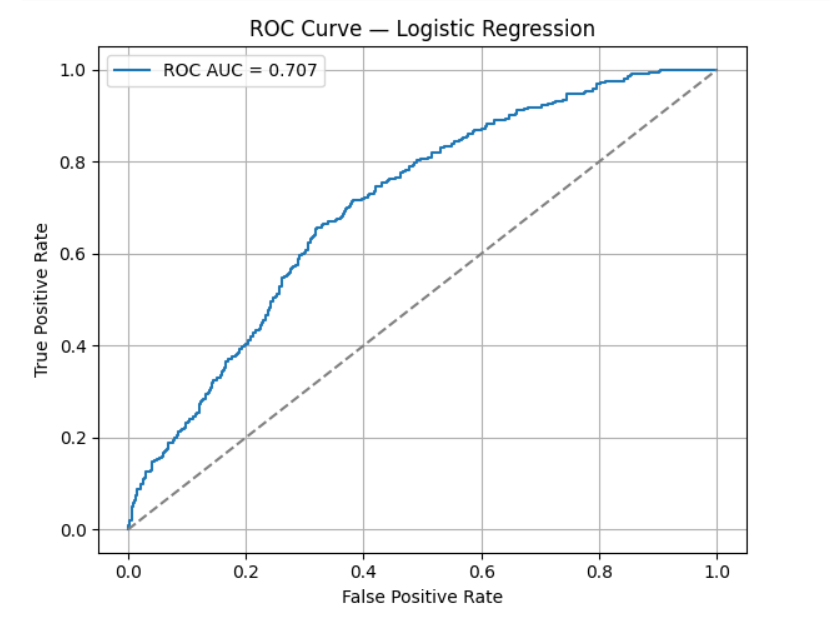 ROC Curve — Logistic Regression
ROC AUC = 0.707
1.0
0.8
0.6
0.4
0.2
0.0
True Positive Rate
0.0 0.2 0.4 0.6 0.8 1.0
False Positive Rate